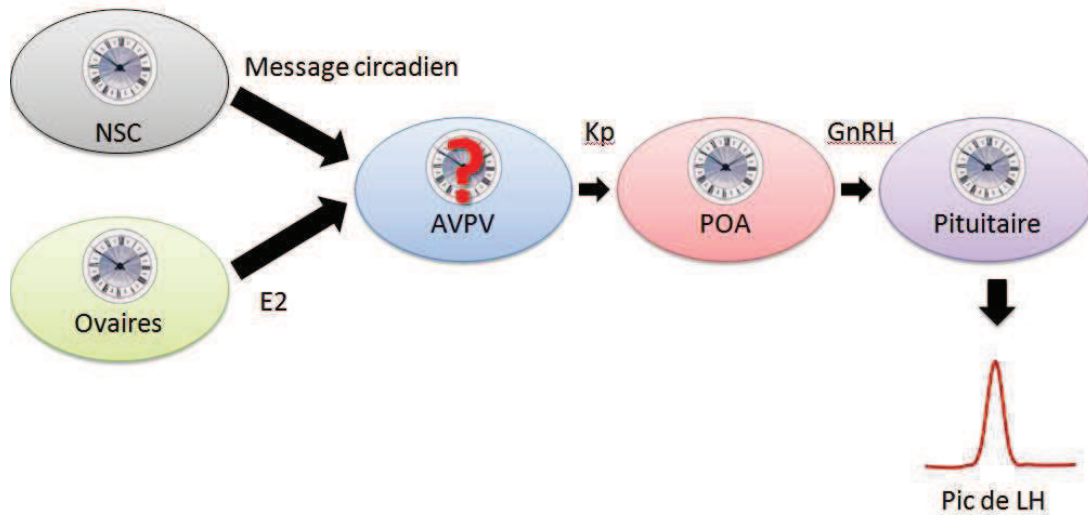 Message circadien
NSC
Kp
GnRH
?
AVPV
POA
Pituitaire
E2
Ovaires
Pic de LH